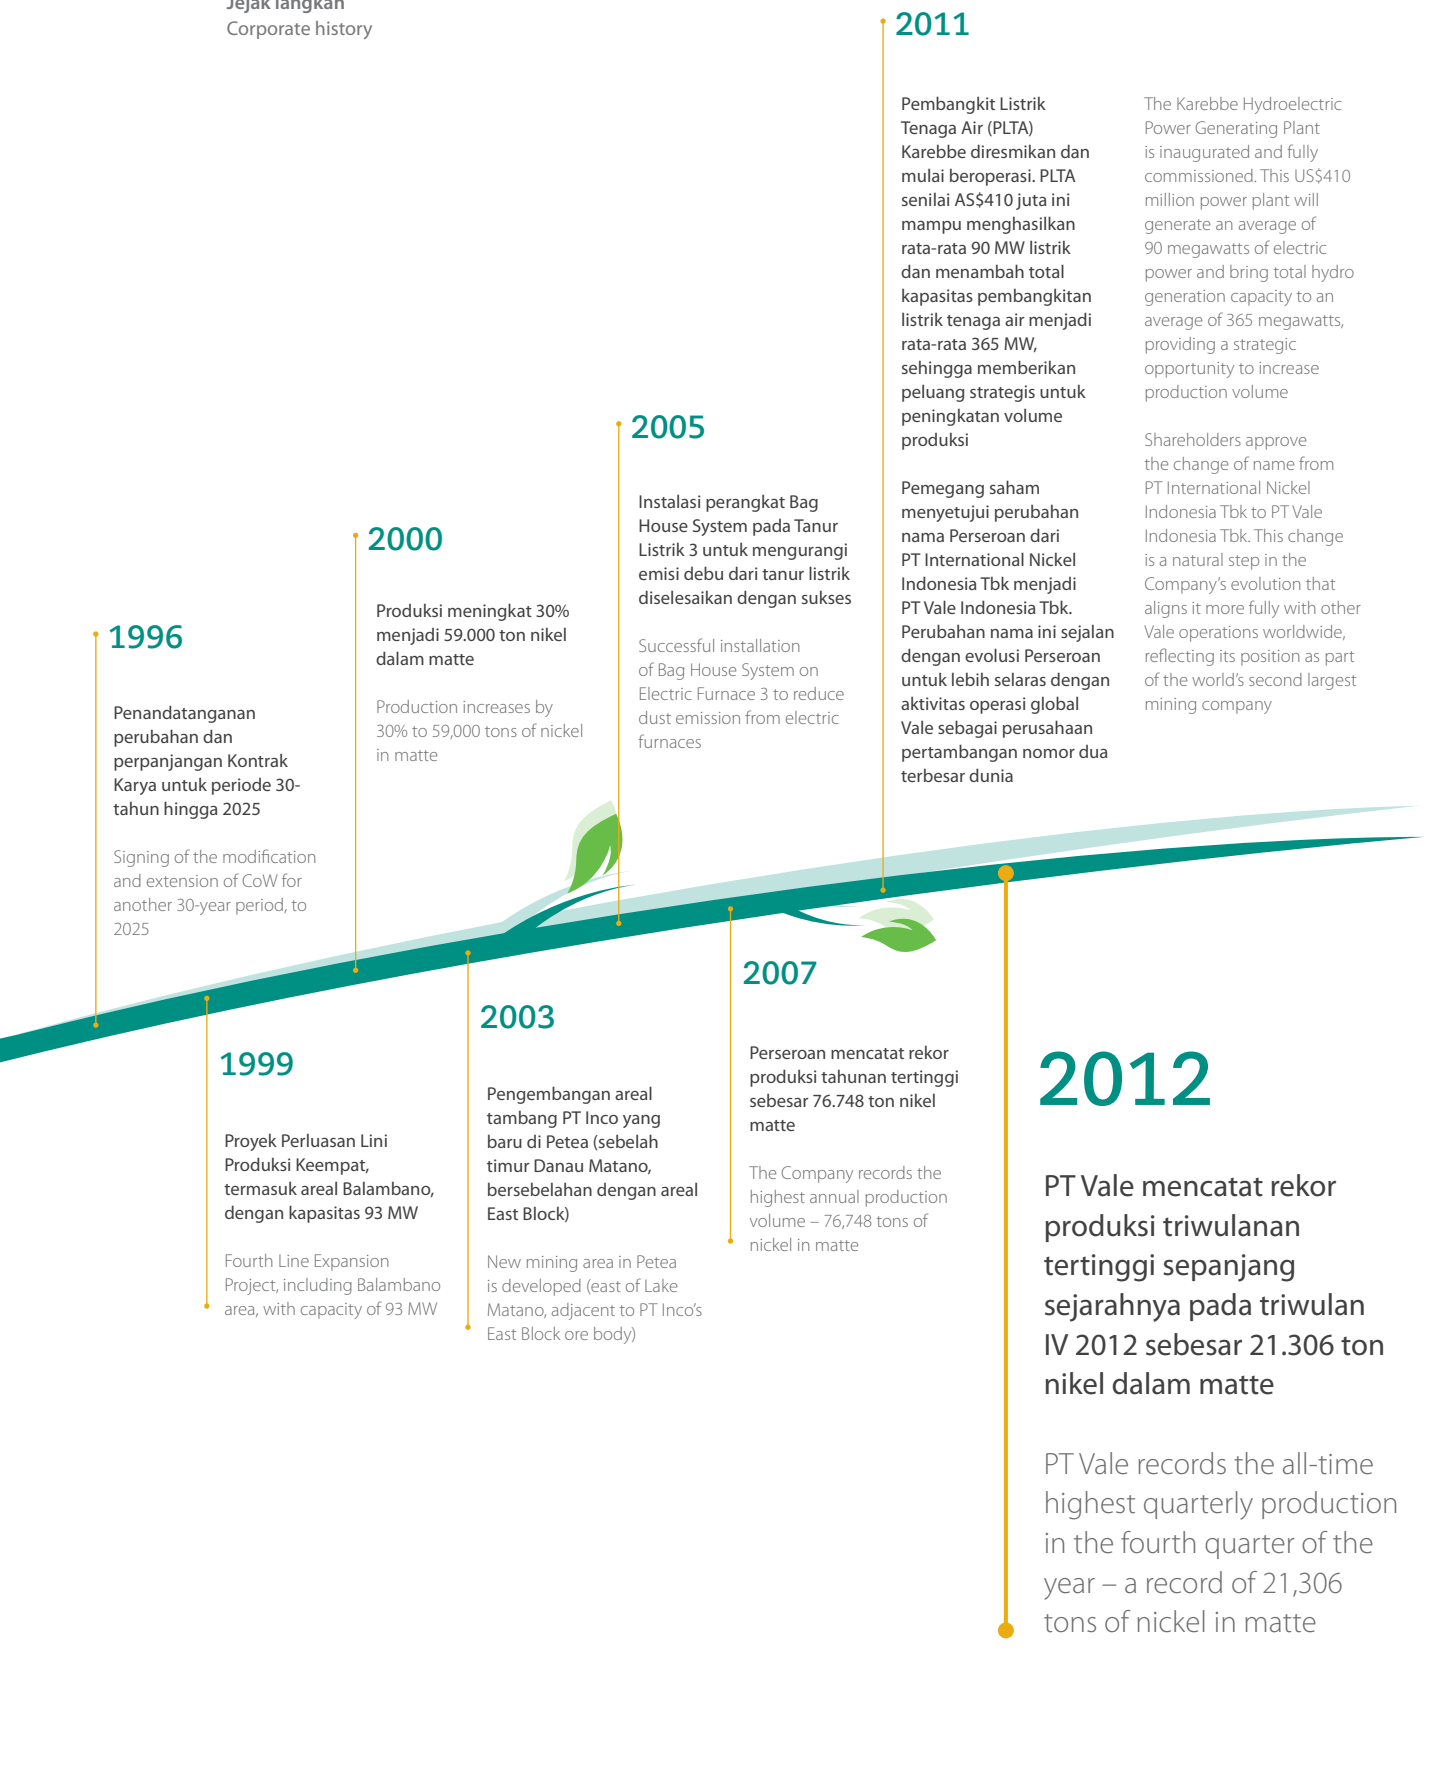 Jejak langkah
Corporate history
2011
Pembangkit Listrik
Tenaga Air (PLTA)
Karebbe diresmikan dan
mulai beroperasi. PLTA
senilai AS$410 juta ini
mampu menghasilkan
rata-rata 90 MW listrik
dan menambah total
kapasitas pembangkitan
listrik tenaga air menjadi
rata-rata 365 MW,
sehingga memberikan
peluang strategis untuk
peningkatan volume
produksi
Pemegang saham
menyetujui perubahan
nama Perseroan dari
PT International Nickel
Indonesia Tbk menjadi
PT Vale Indonesia Tbk.
Perubahan nama ini sejalan
dengan evolusi Perseroan
untuk lebih selaras dengan
aktivitas operasi global
Vale sebagai perusahaan
pertambangan nomor dua
terbesar dunia
The Karebbe Hydroelectric
Power Generating Plant
is inaugurated and fully
commissioned. This US$410
million power plant will
generate an average of
90 megawatts of electric
power and bring total hydro
generation capacity to an
average of 365 megawatts,
providing a strategic
opportunity to increase
production volume
Shareholders approve
the change of name from
PT International Nickel
Indonesia Tbk to PT Vale
Indonesia Tbk. This change
is a natural step in the
Company's evolution that
aligns it more fully with other
Vale operations worldwide,
reflecting its position as part
of the world's second largest
mining company
2005
Instalasi perangkat Bag
House System pada Tanur
Listrik 3 untuk mengurangi
emisi debu dari tanur listrik
diselesaikan dengan sukses
Successful installation
of Bag House System on
Electric Furnace 3 to reduce
dust emission from electric
furnaces
2000
Produksi meningkat 30%
menjadi 59.000 ton nikel
dalam matte
Production increases by
30% to 59,000 tons of nickel
in matte
1996
Penandatanganan
perubahan dan
perpanjangan Kontrak
Karya untuk periode 30-
tahun hingga 2025
Signing of the modification
and extension of CoW for
another 30-year period, to
2025
1999
Proyek Perluasan Lini
Produksi Keempat,
termasuk areal Balambano,
dengan kapasitas 93 MW
Fourth Line Expansion
Project, including Balambano
area, with capacity of 93 MW
2003
Pengembangan areal
tambang PT Inco yang
baru di Petea (sebelah
timur Danau Matano,
bersebelahan dengan areal
East Block)
New mining area in Petea
is developed (east of Lake
Matano, adjacent to PT Inco's
East Block ore body)
2007
Perseroan mencatat rekor
produksi tahunan tertinggi
sebesar 76.748 ton nikel
matte
The Company records the
highest annual production
volume – 76,748 tons of
nickel in matte
2012
PT Vale mencatat rekor
produksi triwulanan
tertinggi sepanjang
sejarahnya pada triwulan
IV 2012 sebesar 21.306 ton
nikel dalam matte
PT Vale records the all-time
highest quarterly production
in the fourth quarter of the
year – a record of 21,306
tons of nickel in matte